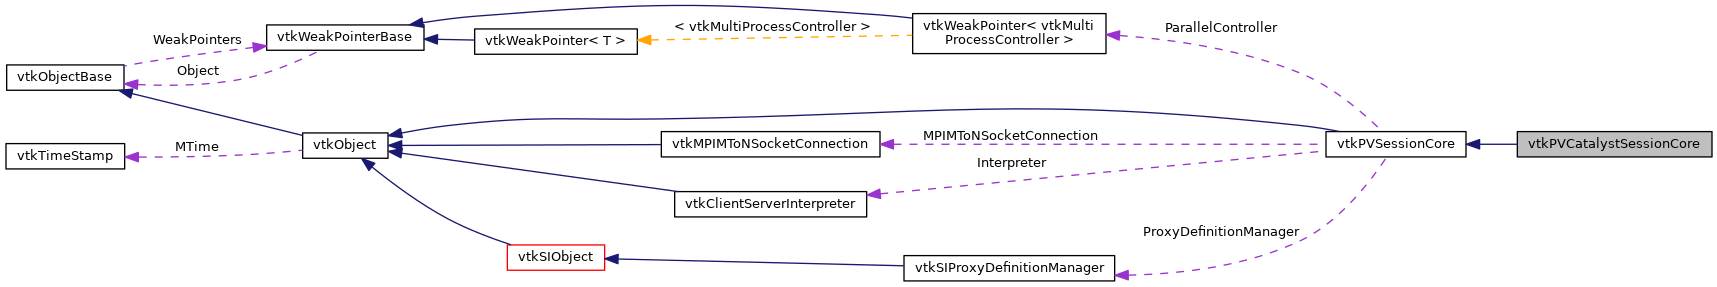 vtkObjectBase
vtkTimeStamp
WeakPointers
Object
MTime
vtkWeakPointerBase
vtkObject
vtkWeakPointer< T >
< vtkMultiProcessController >
vtkWeakPointer< vtkMulti
ProcessController >
vtkMPIMToNSocketConnection
vtkClientServerInterpreter
vtkSIObject
vtkSIProxyDefinitionManager
ParallelController
MPIMToNSocketConnection
Interpreter
ProxyDefinitionManager
vtkPVSessionCore
vtkPVCatalystSessionCore